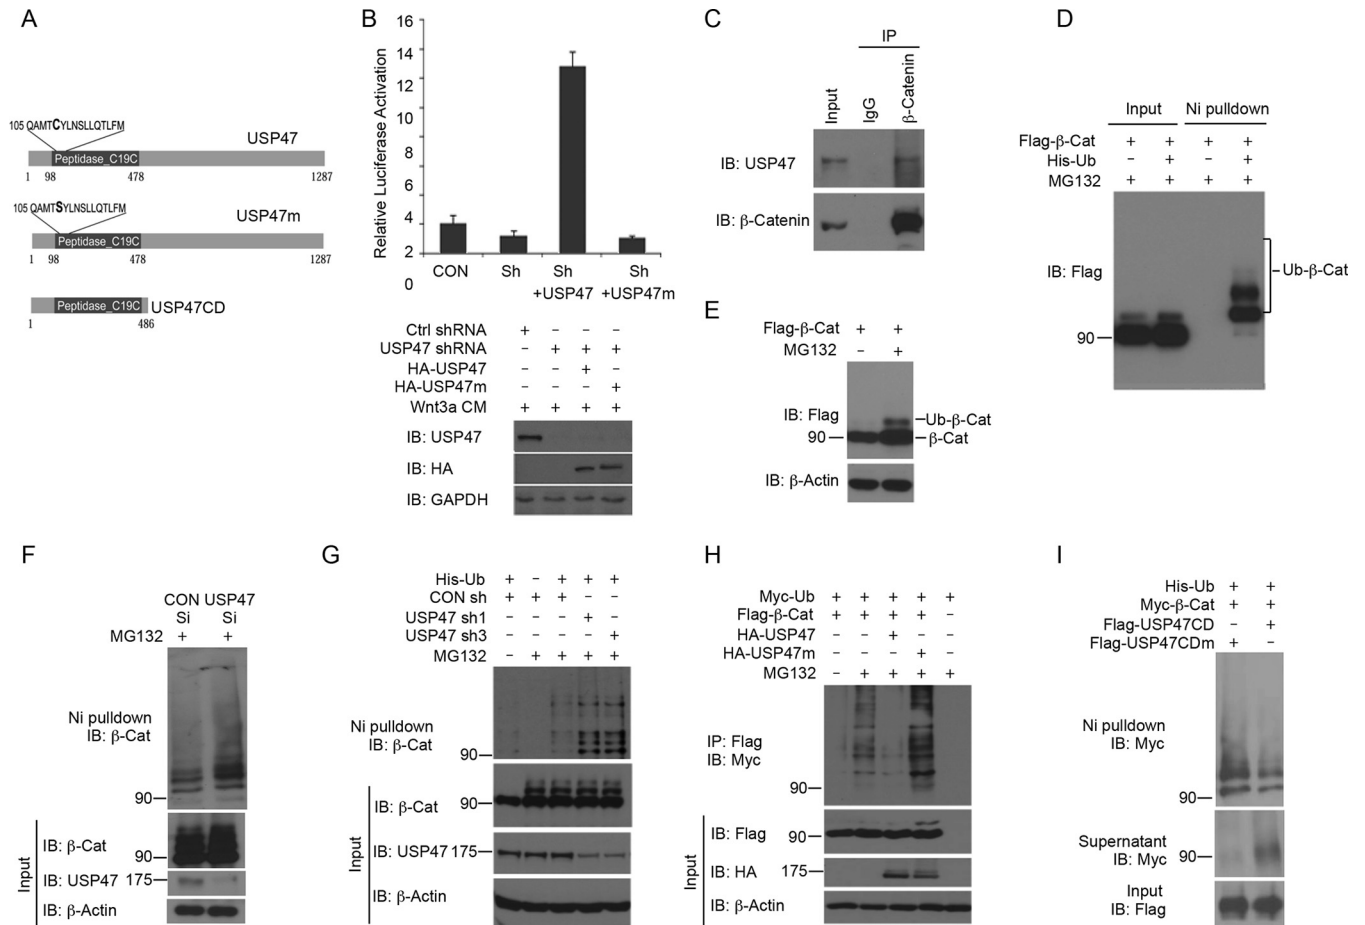 A
105 QAMTCYLNSLLQTLFM
USP47
Peptidase_C19C
1 98 478 1287
105 QAMTSYLNSLLQTLFM
USP47m
Peptidase_C19C
1 98 478 1287
Peptidase_C19C USP47CD
1 486
B
Relative Luciferase Activation
16
14
12
10
8
6
4
2
0
CON Sh Sh Sh
+USP47 +USP47m
Ctrl shRNA + – – –
USP47 shRNA – + + +
HA-USP47 – – + –
HA-USP47m – – – +
Wnt3a CM + + + +
IB: USP47
IB: HA
IB: GAPDH
C
IP
Input IgG β-Catenin
IB: USP47
IB: β-Catenin
D
Input Ni pulldown
Flag-β-Cat + + + +
His-Ub – + – +
MG132 + + + +
IB: Flag
Ub-β-Cat
90
E
Flag-β-Cat + +
MG132 – +
IB: Flag
Ub-β-Cat
90 β-Cat
IB: β-Actin
F
CON USP47
Si Si
MG132 + +
Ni pulldown
IB: β-Cat
90
Input
IB: β-Cat
90
IB: USP47 175
IB: β-Actin
G
His-Ub + – + + +
CON sh + + + – –
USP47 sh1 – – – + –
USP47 sh3 – – – – +
MG132 – + + + +
Ni pulldown
IB: β-Cat
90
Input
IB: β-Cat 90
IB: USP47 175
IB: β-Actin
H
Myc-Ub + + + + +
Flag-β-Cat + + + + –
HA-USP47 – – + – –
HA-USP47m – – – + –
MG132 – + + + +
IP: Flag
IB: Myc
90
Input
IB: Flag 90
IB: HA 175
IB: β-Actin
I
His-Ub + +
Myc-β-Cat + +
Flag-USP47CD – +
Flag-USP47CDm + –
Ni pulldown
IB: Myc
90
Supernatant
IB: Myc 90
Input
IB: Flag